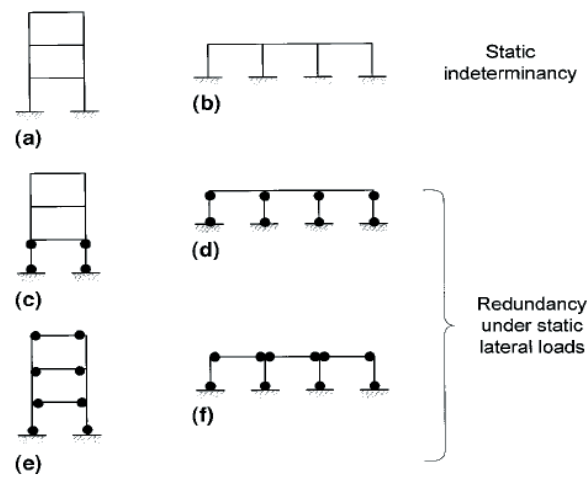 (a)
(b)
Static
indeterminancy
(c)
(d)
(e)
(f)
Redundancy
under static
lateral loads